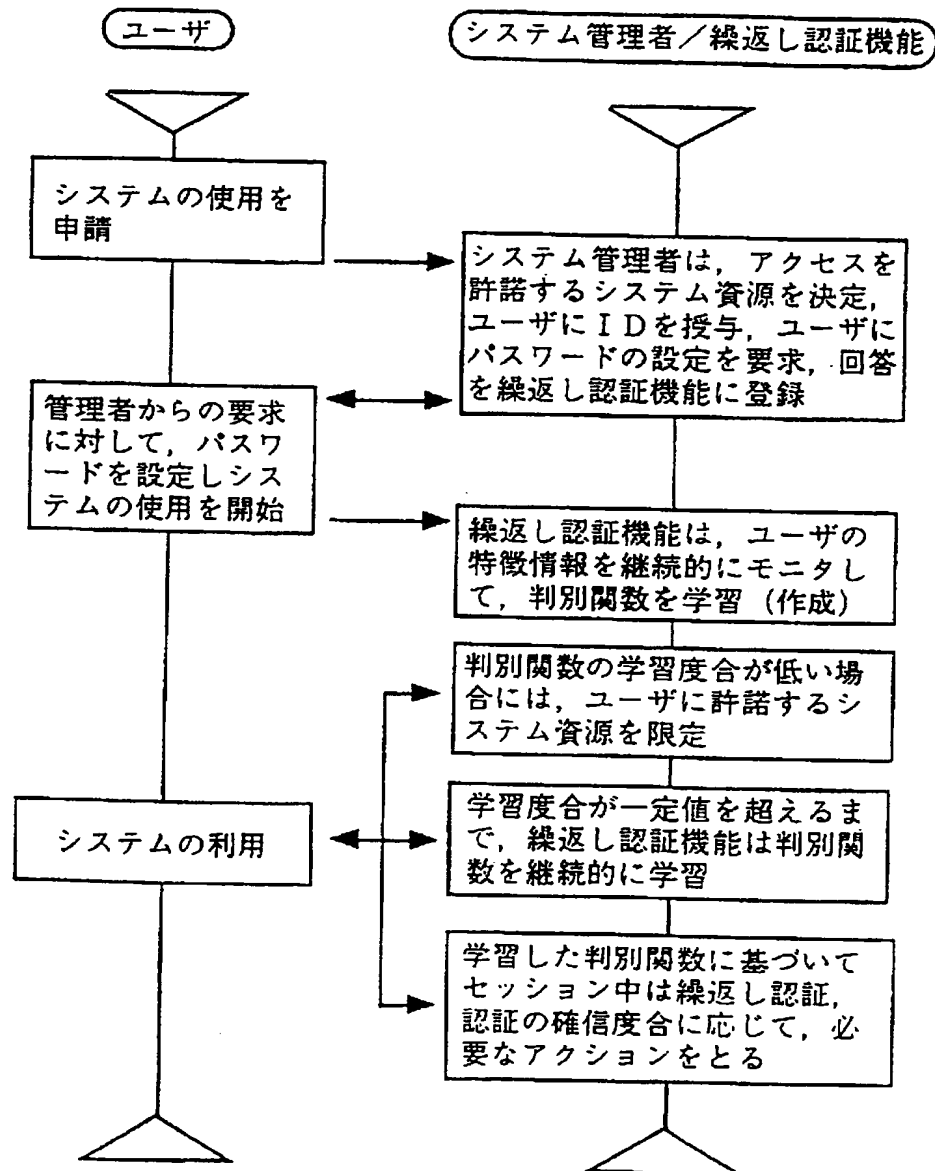 ユーザ
システム管理者／繰返し認証機能
システムの使用を
申請
システム管理者は，アクセスを
許諾するシステム資源を決定，
ユーザにＩＤを授与，ユーザに
パスワードの設定を要求，回答
を繰返し認証機能に登録
管理者からの要求
に対して，パスワ
ードを設定しシス
テムの使用を開始
繰返し認証機能は，ユーザの
特徴情報を継続的にモニタし
て，判別関数を学習（作成）
判別関数の学習度合が低い場
合には，ユーザに許諾するシ
ステム資源を限定
システムの利用
学習度合が一定値を超えるま
で，繰返し認証機能は判別関
数を継続的に学習
学習した判別関数に基づいて
セッション中は繰返し認証，
認証の確信度合に応じて，必
要なアクションをとる